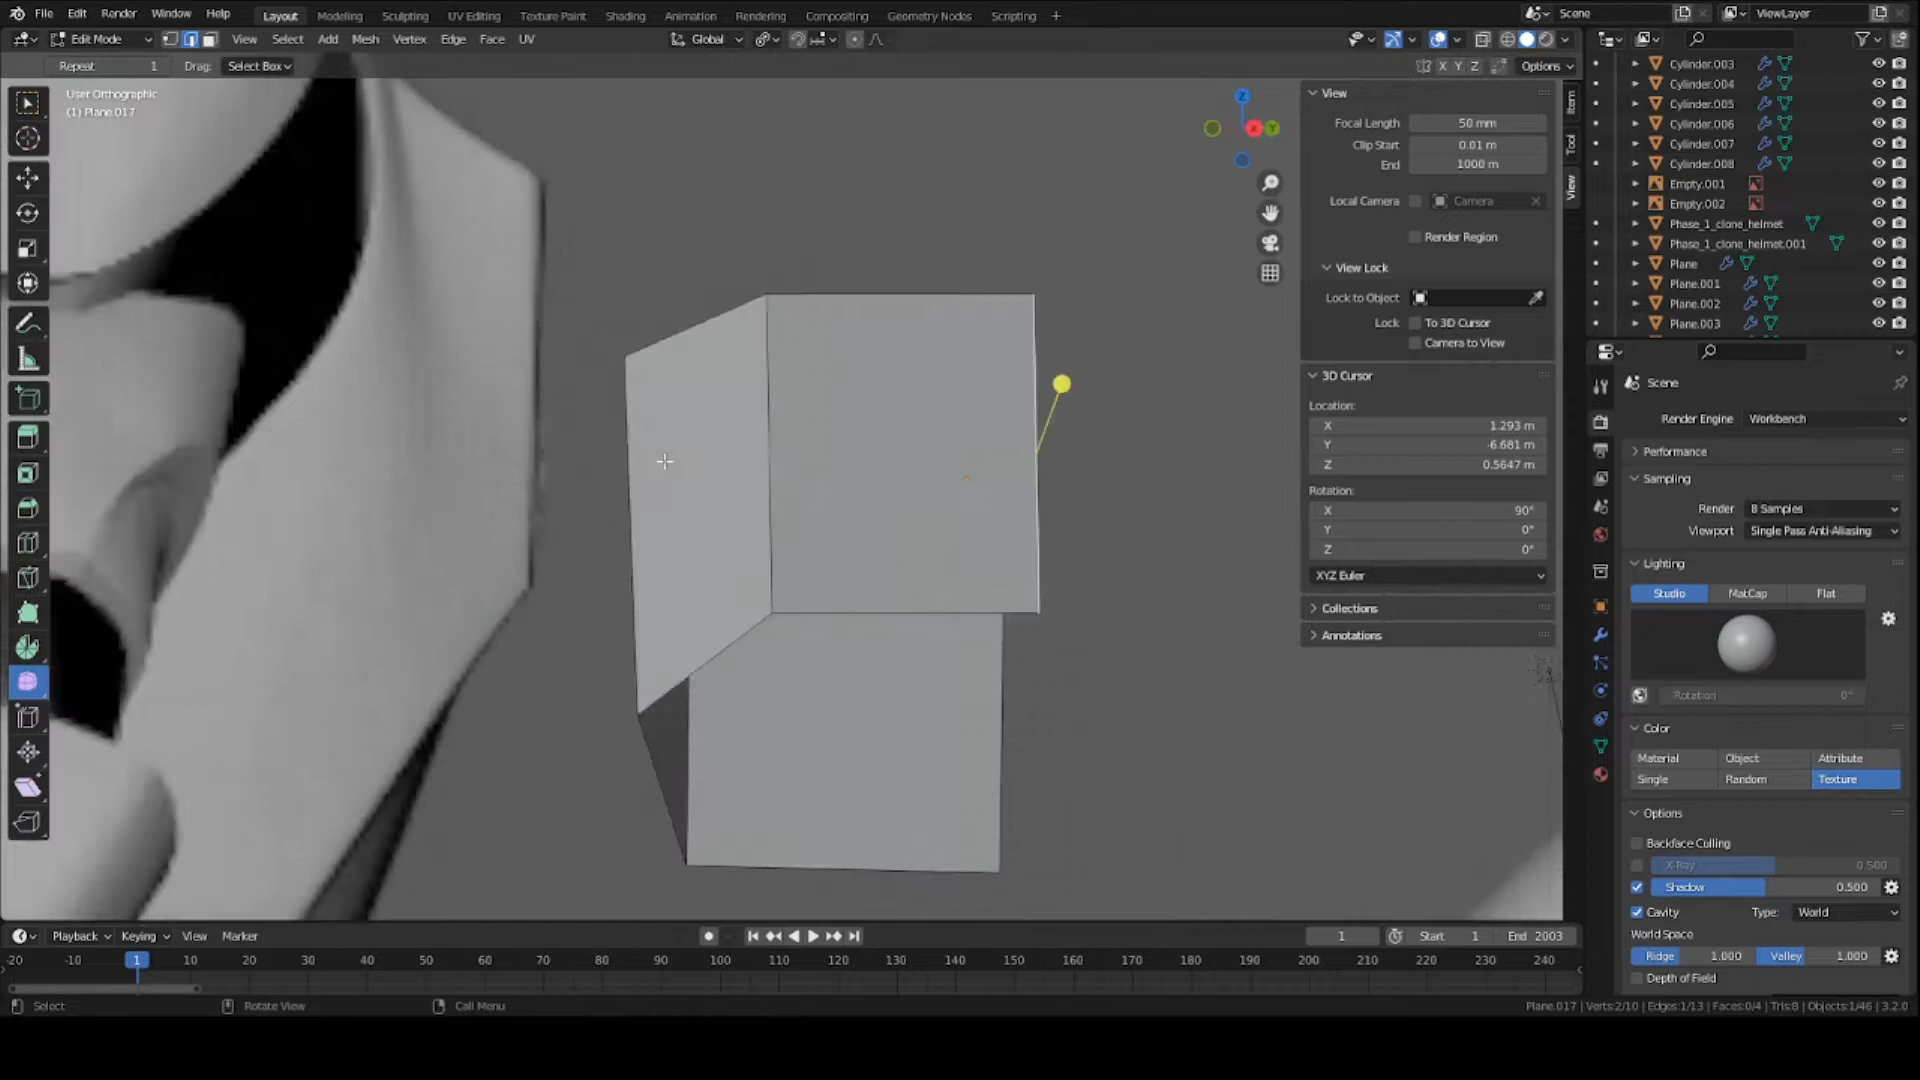 File Edit Render Window Help Layout Modeling Sculpting UV Editing Texture Paint Shading Animation Rendering Compositing Geometry Nodes Scripting + Scene ViewLayer
Edit Mode View Select Add Mesh Vertex Edge Face UV Global
Repeat 1 Drag: Select Box X Y Z Options
User Orthographic
(1) Plane.017
Z
X
Y
View
Focal Length 50 mm
Clip Start 0.01 m
End 1000 m
Local Camera Camera
Render Region
View Lock
Lock to Object
Lock To 3D Cursor
Camera to View
3D Cursor
Location:
X 1.293 m
Y -6.681 m
Z 0.5647 m
Rotation:
X 90°
Y 0°
Z 0°
XYZ Euler
Collections
Annotations
Item
Tool
View
Cylinder.003
Cylinder.004
Cylinder.005
Cylinder.006
Cylinder.007
Cylinder.008
Empty.001
Empty.002
Phase_1_clone_helmet
Phase_1_clone_helmet.001
Plane
Plane.001
Plane.002
Plane.003
Scene
Render Engine Workbench
Performance
Sampling
Render 8 Samples
Viewport Single Pass Anti-Aliasing
Lighting
Studio MatCap Flat
Rotation 0°
Color
Material Object Attribute
Single Random Texture
Options
Backface Culling
X-Ray 0.500
Shadow 0.500
Cavity Type: World
World Space
Ridge 1.000 Valley 1.000
Depth of Field
Playback Keying View Marker 1 Start 1 End 2003
-20 -10 1 10 20 30 40 50 60 70 80 90 100 110 120 130 140 150 160 170 180 190 200 210 220 230 240
Select Rotate View Call Menu Plane.017 | Verts:2/10 | Edges:1/13 | Faces:0/4 | Tris:8 | Objects:1/46 | 3.2.0